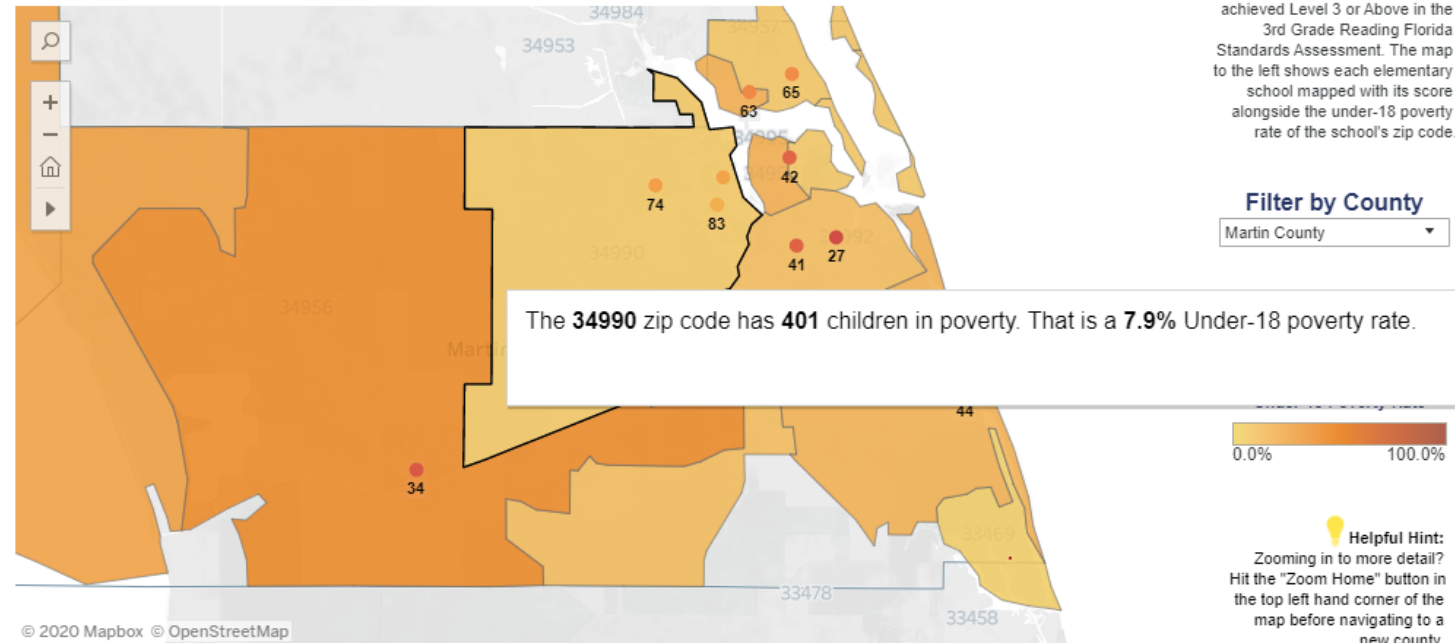 34984
34957
34953
achieved Level 3 or Above in the
3rd Grade Reading Florida
Standards Assessment. The map
to the left shows each elementary
school mapped with its score
alongside the under-18 poverty
rate of the school's zip code
65
63
34995
42
74
83
34990
41
27
34956
Filter by County
Martin County
The 34990 zip code has 401 children in poverty. That is a 7.9% Under-18 poverty rate.
44
0.0%
100.0%
34
33469
Helpful Hint:
Zooming in to more detail?
Hit the "Zoom Home" button in
the top left hand corner of the
map before navigating to a
new county
33478
33458
© 2020 Mapbox © OpenStreetMap